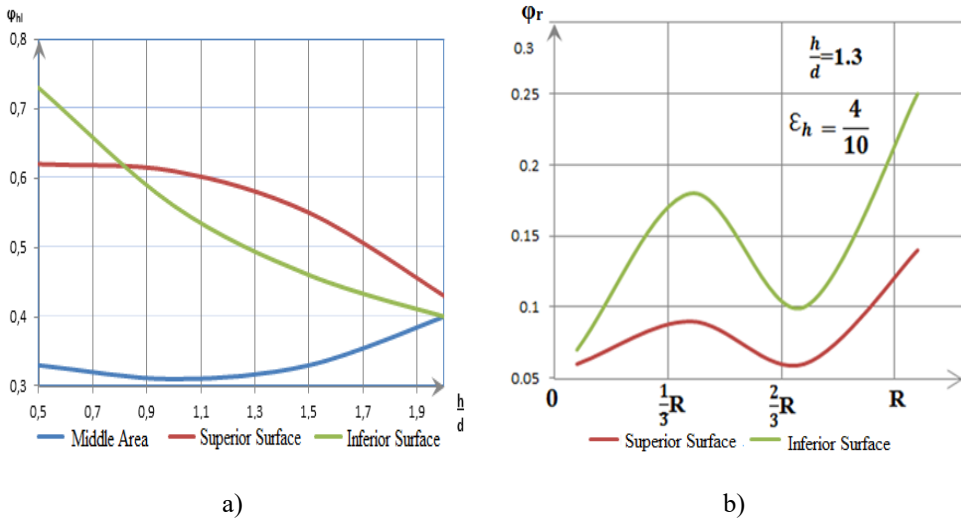 φhl
0,8
0,7
0,6
0,5
0,4
0,3
0,5 0,7 0,9 1,1 1,3 1,5 1,7 1,9
h/d
Middle Area Superior Surface Inferior Surface
a)
φr
0.3
0.25
0.2
0.15
0.1
0.05
h/d=1.3
Ɛh = 4/10
0 1/3R 2/3R R
Superior Surface Inferior Surface
b)